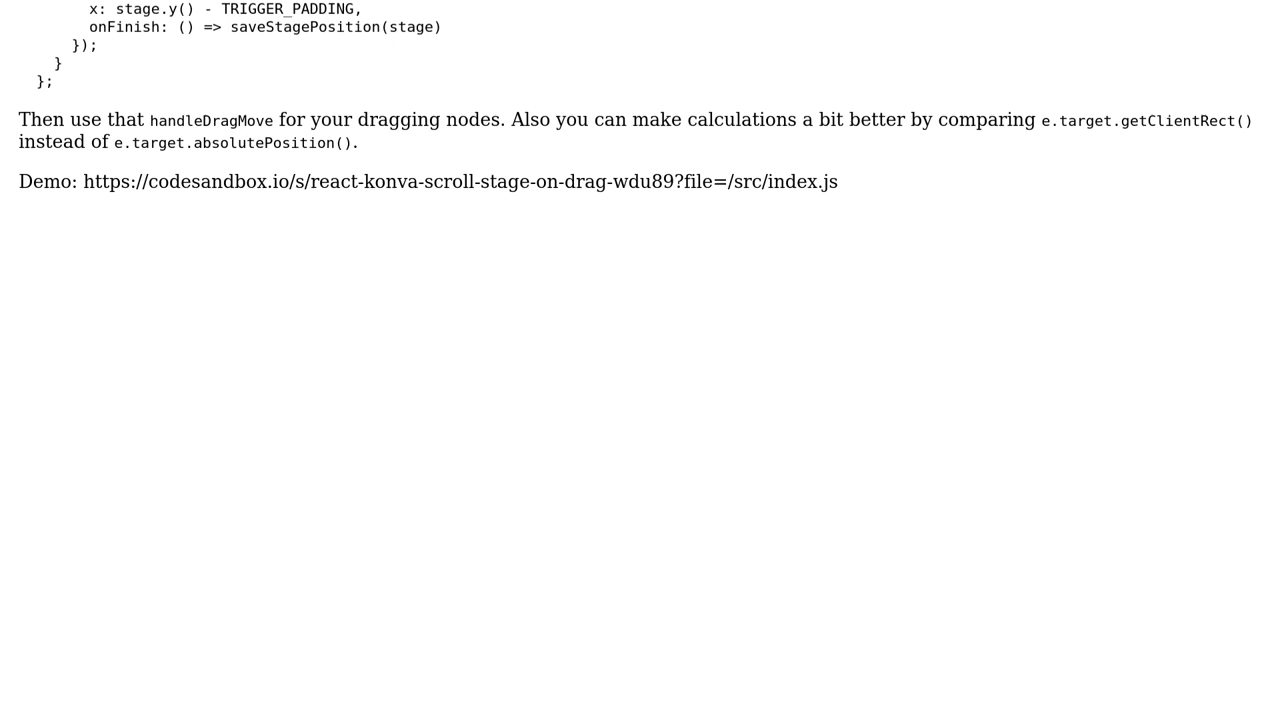 x: stage.y() - TRIGGER_PADDING,
        onFinish: () => saveStagePosition(stage)
      });
    }
  };
Then use that handleDragMove for your dragging nodes. Also you can make calculations a bit better by comparing e.target.getClientRect()
instead of e.target.absolutePosition().
Demo: https://codesandbox.io/s/react-konva-scroll-stage-on-drag-wdu89?file=/src/index.js